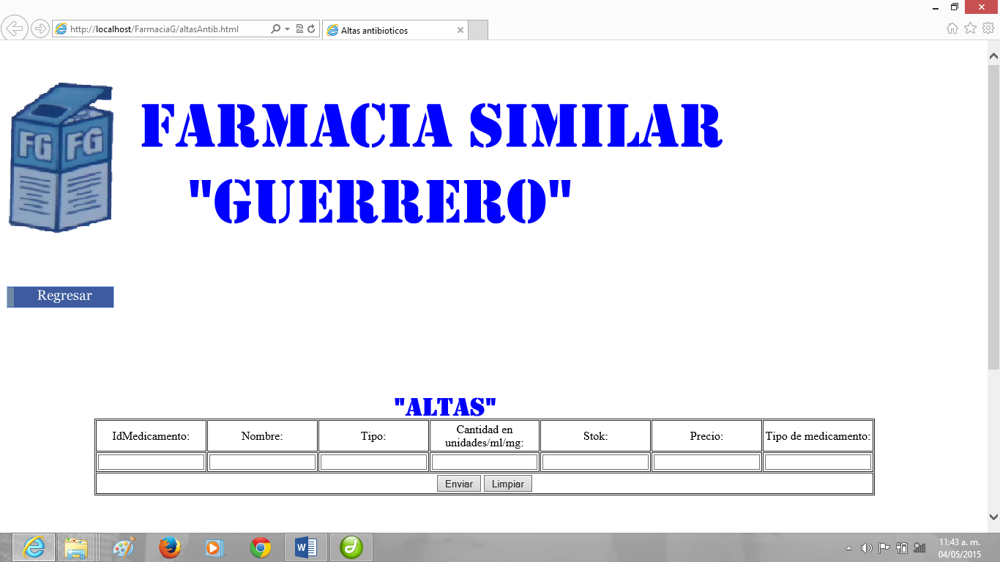 http://localhost/FarmaciaG/altasAntib.html
Altas antibioticos
FG FG
FARMACIA SIMILAR
"GUERRERO"
Regresar
"ALTAS"
IdMedicamento: Nombre: Tipo: Cantidad en unidades/ml/mg: Stok: Precio: Tipo de medicamento:
Enviar Limpiar
11:43 a. m.
04/05/2015